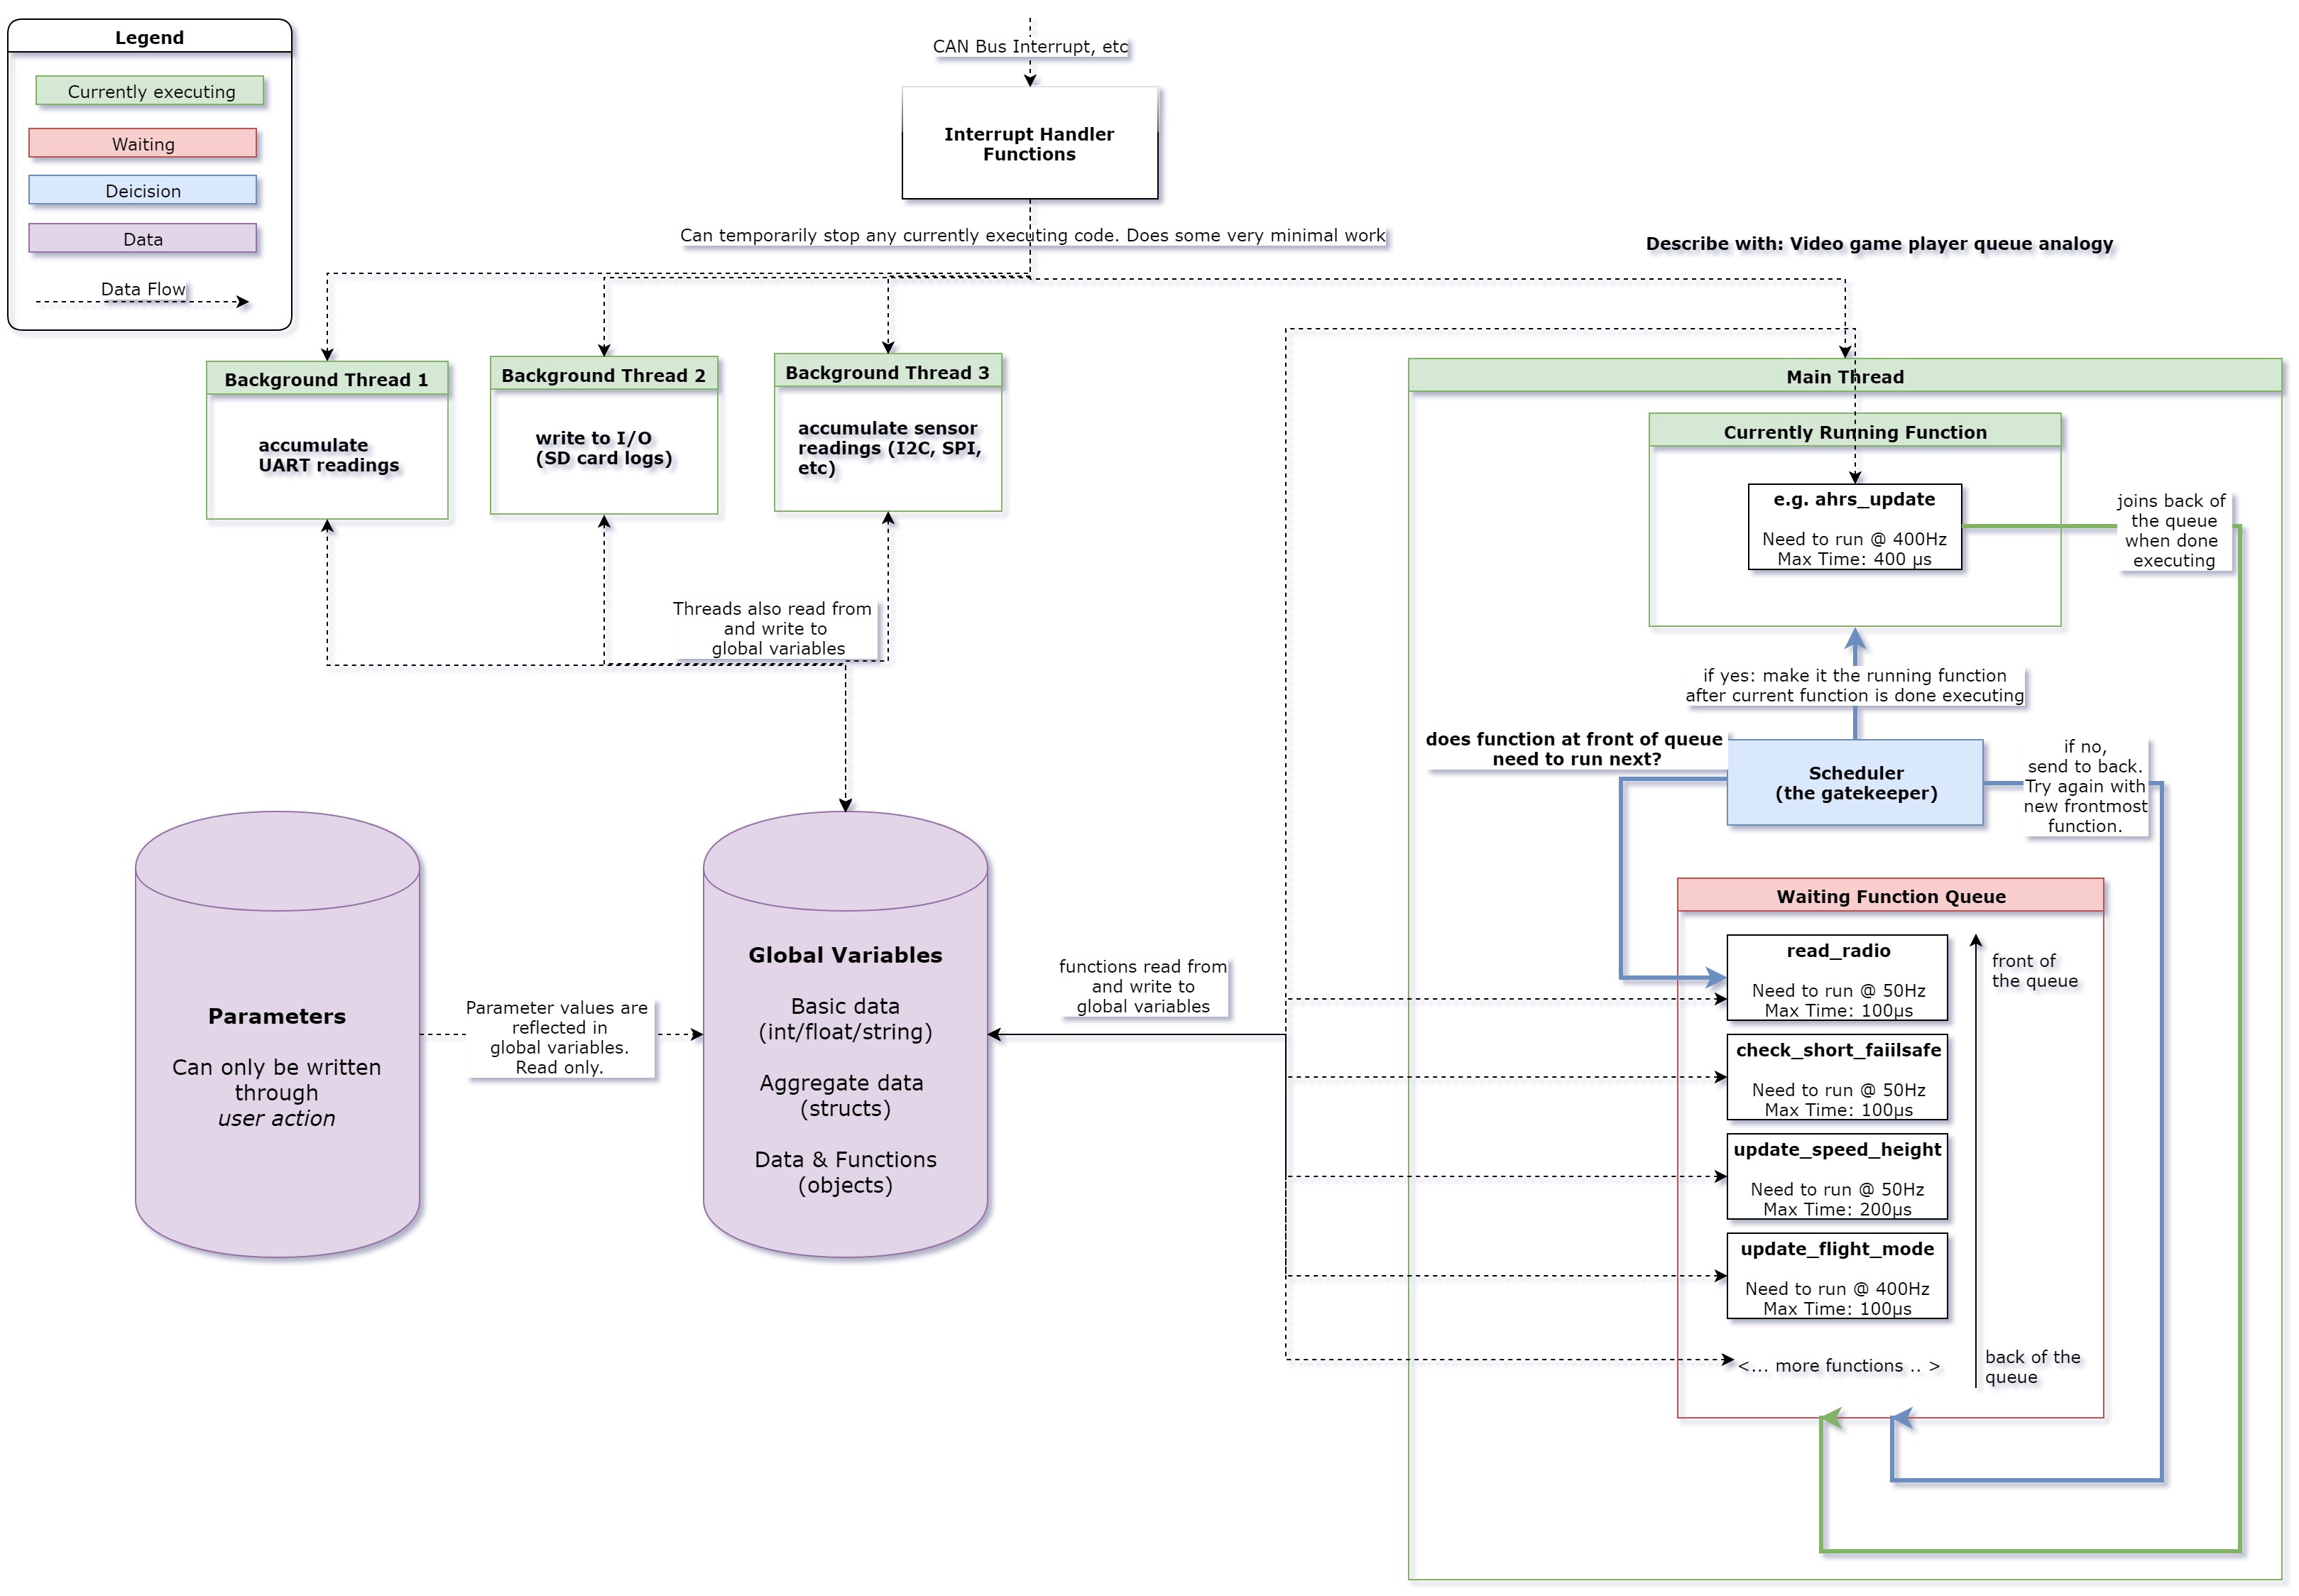 Legend
Currently executing
Waiting
Deicision
Data
Data Flow
CAN Bus Interrupt, etc
Interrupt Handler
Functions
Can temporarily stop any currently executing code. Does some very minimal work
Describe with: Video game player queue analogy
Background Thread 1
accumulate
UART readings
Background Thread 2
write to I/O
(SD card logs)
Background Thread 3
accumulate sensor
readings (I2C, SPI,
etc)
Threads also read from
and write to
global variables
Parameters
Can only be written
through
user action
Parameter values are
reflected in
global variables.
Read only.
Global Variables
Basic data
(int/float/string)
Aggregate data
(structs)
Data & Functions
(objects)
functions read from
and write to
global variables
Main Thread
Currently Running Function
e.g. ahrs_update
Need to run @ 400Hz
Max Time: 400 µs
joins back of
the queue
when done
executing
if yes: make it the running function
after current function is done executing
does function at front of queue
need to run next?
Scheduler
(the gatekeeper)
if no,
send to back.
Try again with
new frontmost
function.
Waiting Function Queue
read_radio
Need to run @ 50Hz
Max Time: 100µs
front of
the queue
check_short_faiilsafe
Need to run @ 50Hz
Max Time: 100µs
update_speed_height
Need to run @ 50Hz
Max Time: 200µs
update_flight_mode
Need to run @ 400Hz
Max Time: 100µs
<... more functions .. >
back of the
queue